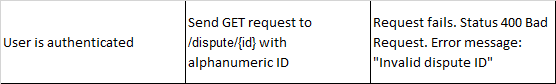 User is authenticated
Send GET request to
/dispute/{id} with
alphanumeric ID
Request fails. Status 400 Bad
Request. Error message:
"Invalid dispute ID"